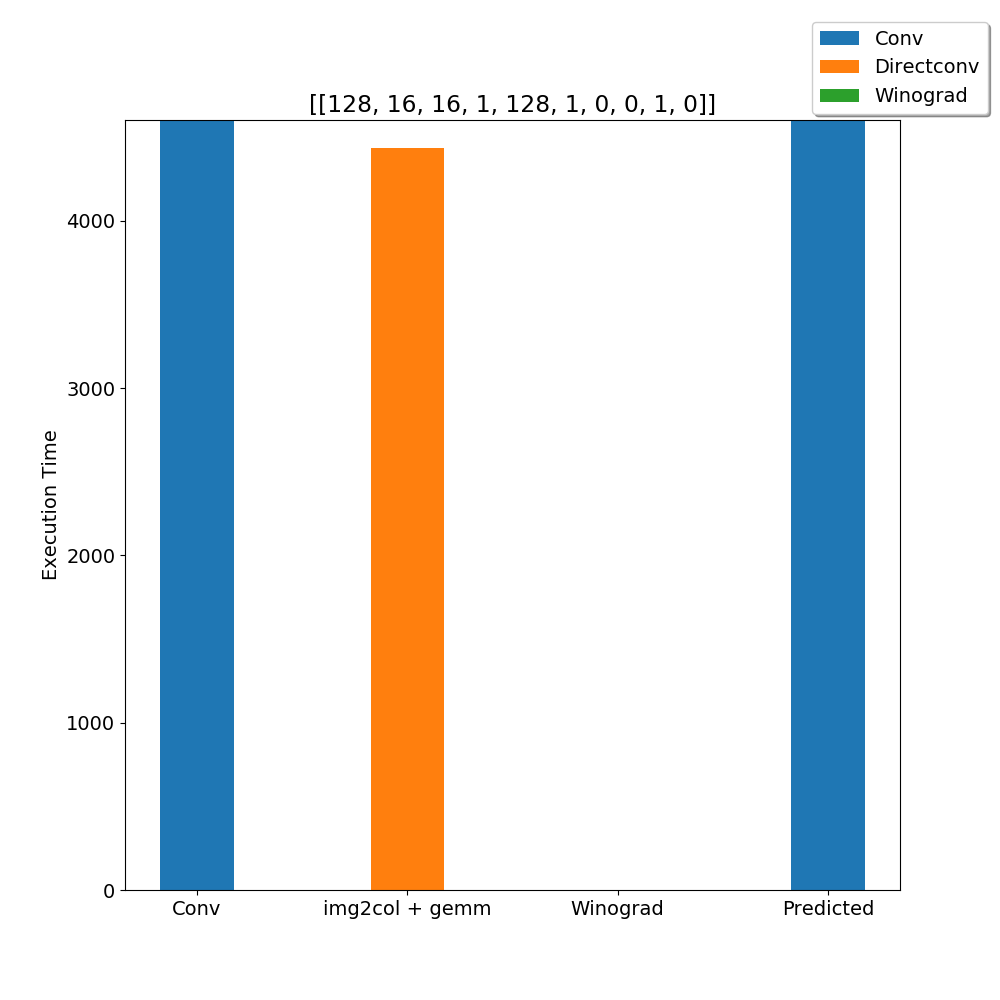 Conv
Directconv
Winograd
[[128, 16, 16, 1, 128, 1, 0, 0, 1, 0]]
Execution Time
4000
3000
2000
1000
0
Conv img2col + gemm Winograd Predicted